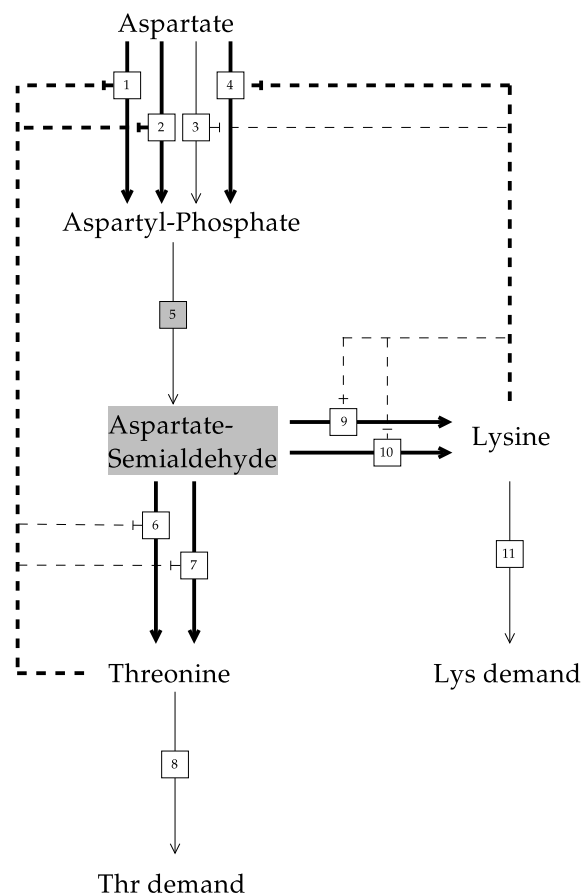 Aspartate
1
4
2
3
Aspartyl-Phosphate
5
Aspartate-
Semialdehyde
+
9
−
10
Lysine
6
7
11
Threonine
Lys demand
8
Thr demand